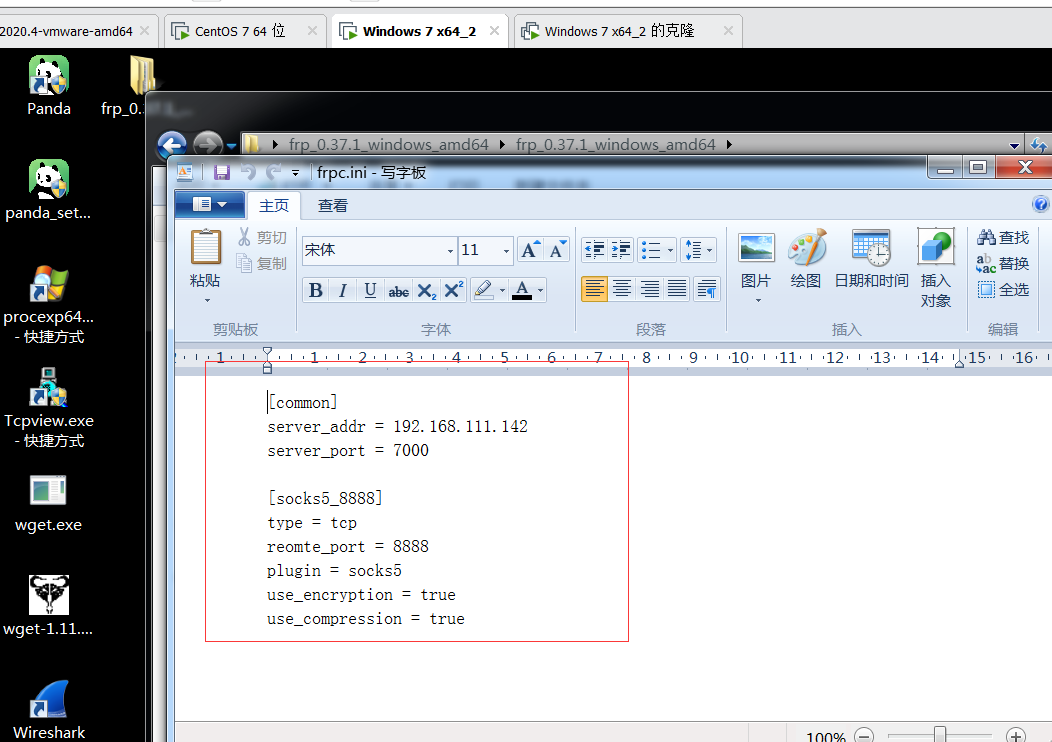 2020.4-vmware-amd64
CentOS 7 64 位
Windows 7 x64_2
Windows 7 x64_2 的克隆
Panda
frp_0.
panda_set...
procexp64...
- 快捷方式
Tcpview.exe
- 快捷方式
wget.exe
wget-1.11....
Wireshark
frp_0.37.1_windows_amd64
frp_0.37.1_windows_amd64
frpc.ini - 写字板
主页
查看
粘贴
剪切
复制
剪贴板
宋体
11
字体
段落
图片
绘图
日期和时间
插入
对象
插入
查找
替换
全选
编辑
1 1 2 3 4 5 6 7 8 9 10 11 12 13 14 15 16
[common]
server_addr = 192.168.111.142
server_port = 7000
[socks5_8888]
type = tcp
reomte_port = 8888
plugin = socks5
use_encryption = true
use_compression = true
100%